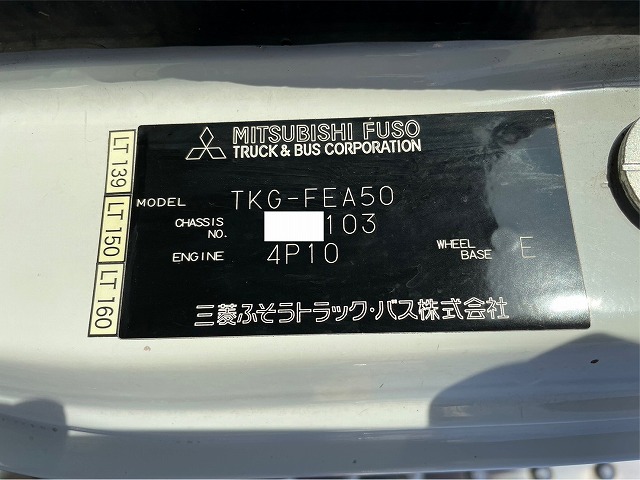 MITSUBISHI FUSO
TRUCK & BUS CORPORATION
MODEL TKG-FEA50
CHASSIS NO. 103
ENGINE 4P10 WHEEL BASE E
三菱ふそうトラック・バス株式会社
LT 139
LT 150
LT 160